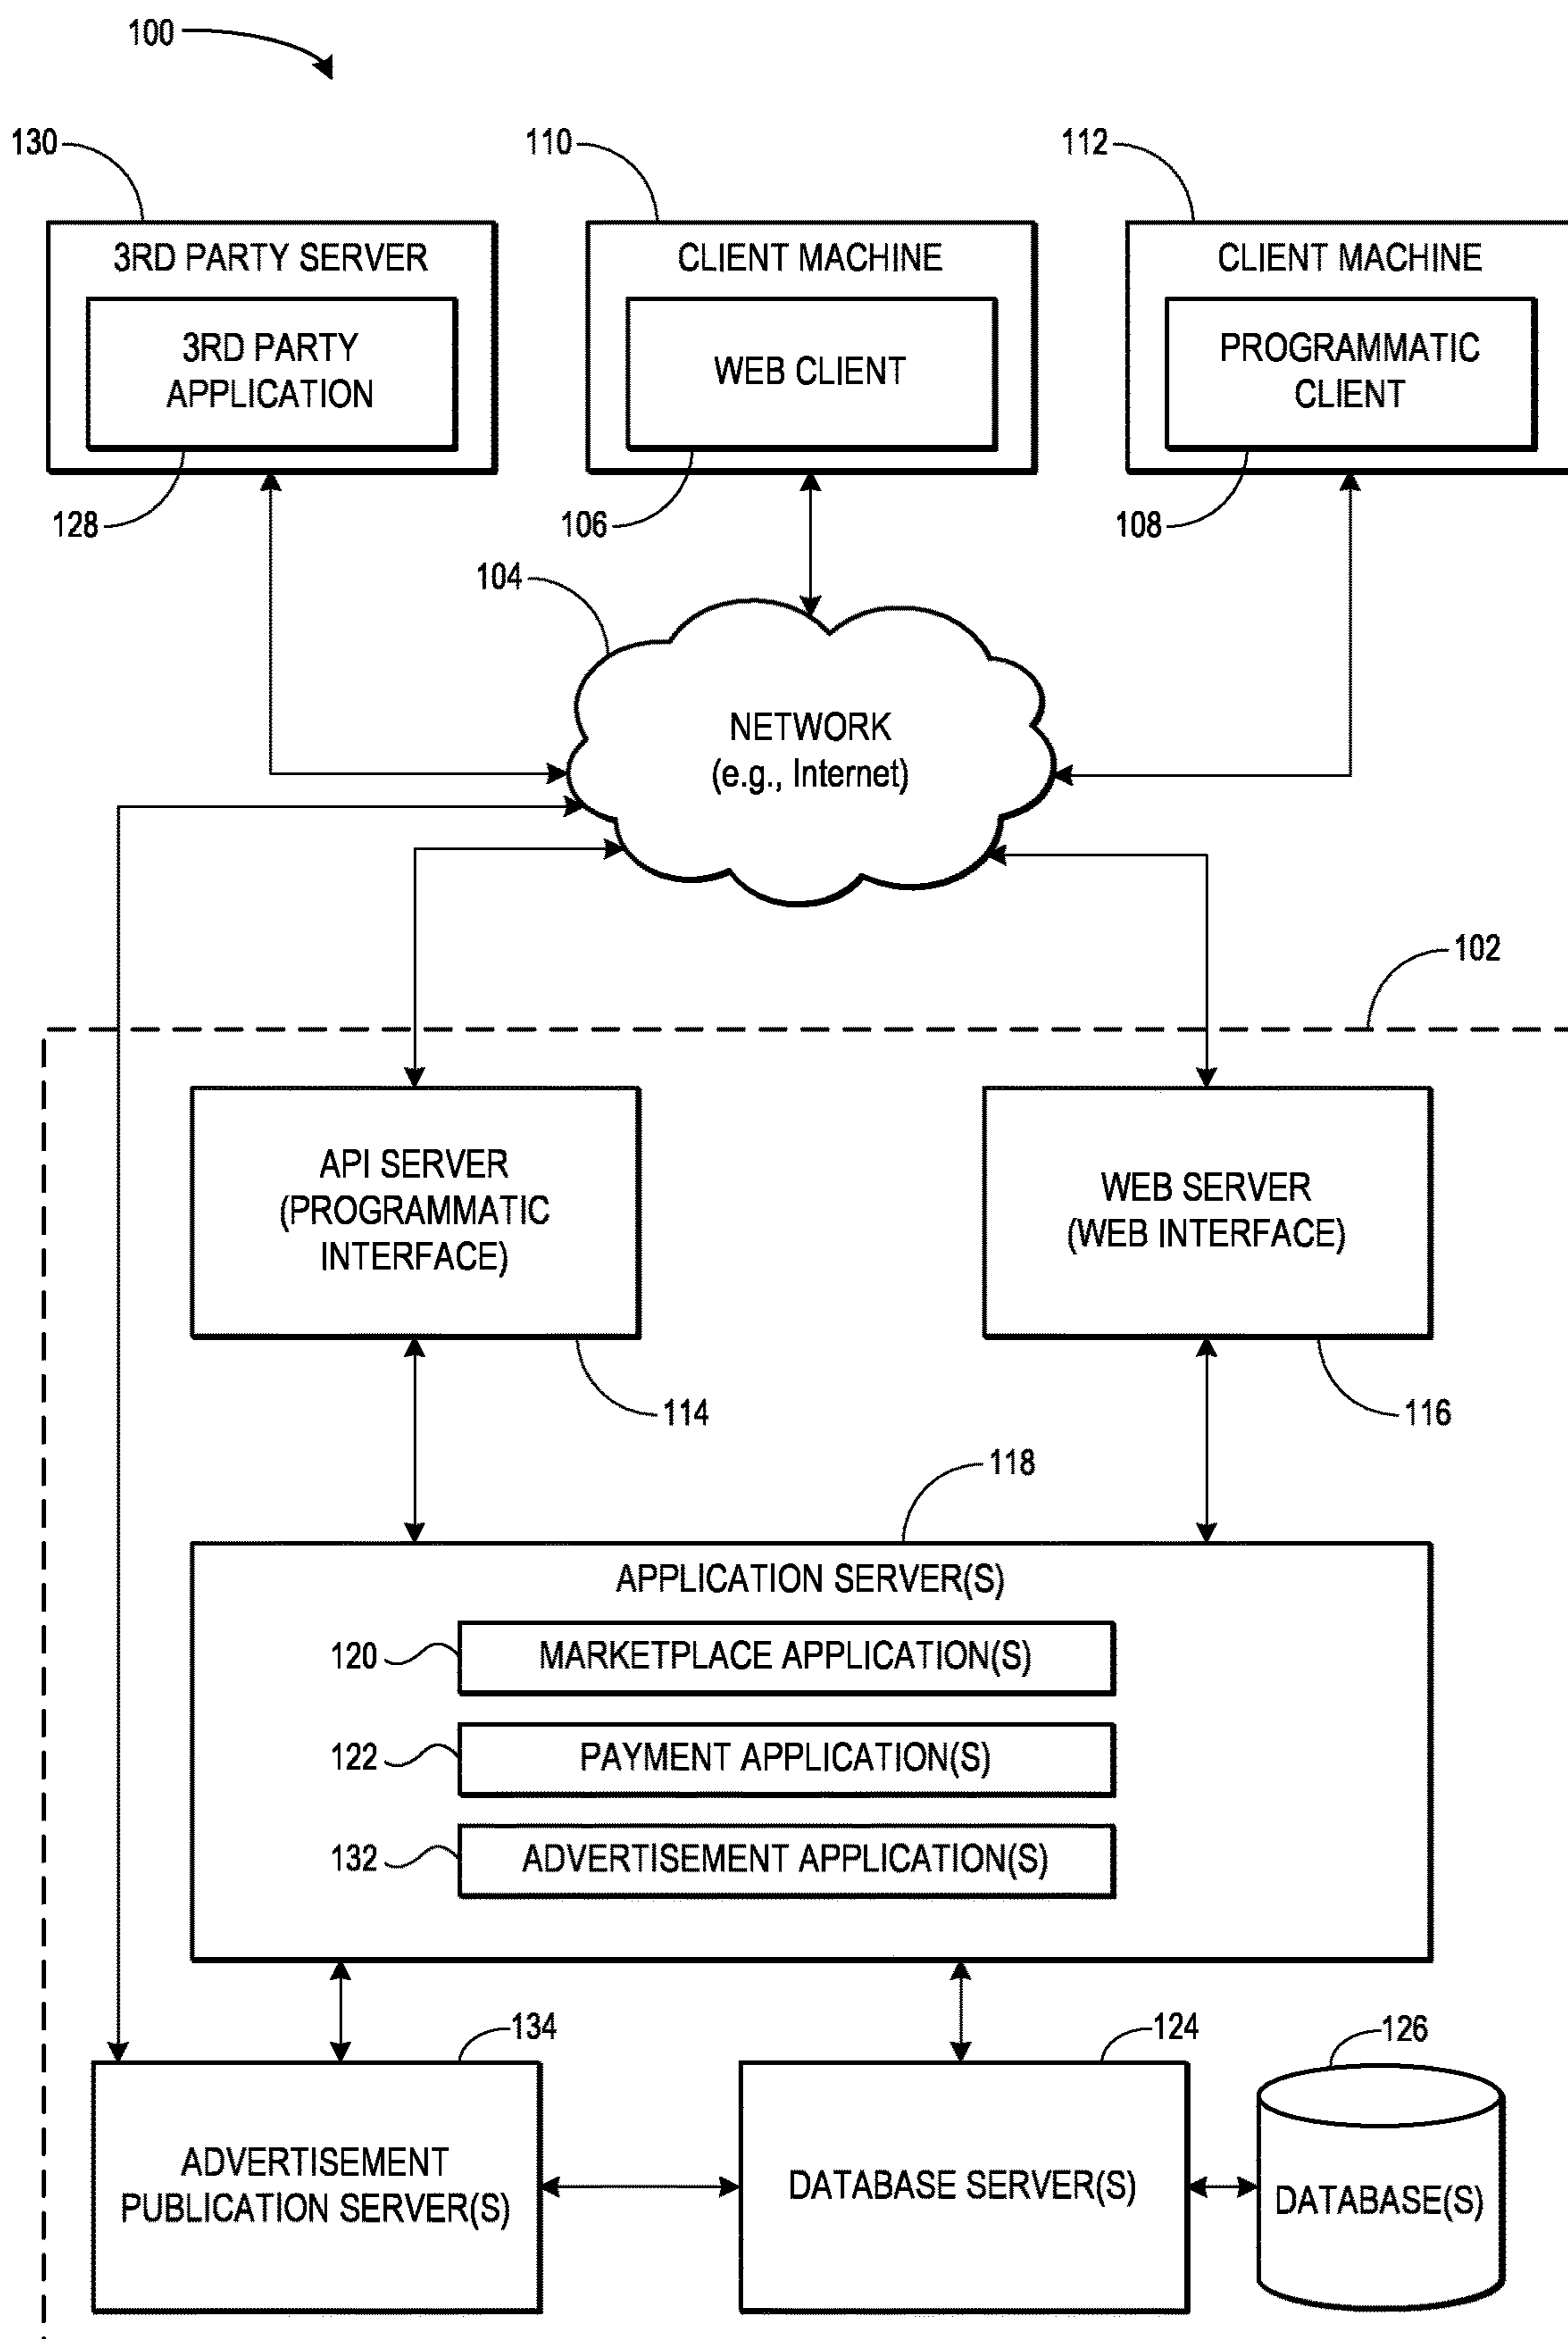 100
130
110
112
3RD PARTY SERVER
CLIENT MACHINE
CLIENT MACHINE
3RD PARTY
APPLICATION
WEB CLIENT
PROGRAMMATIC
CLIENT
128
106
108
104
NETWORK
(e.g., Internet)
102
API SERVER
(PROGRAMMATIC
INTERFACE)
WEB SERVER
(WEB INTERFACE)
114
116
118
APPLICATION SERVER(S)
120
MARKETPLACE APPLICATION(S)
122
PAYMENT APPLICATION(S)
132
ADVERTISEMENT APPLICATION(S)
134
124
126
ADVERTISEMENT
PUBLICATION SERVER(S)
DATABASE SERVER(S)
DATABASE(S)